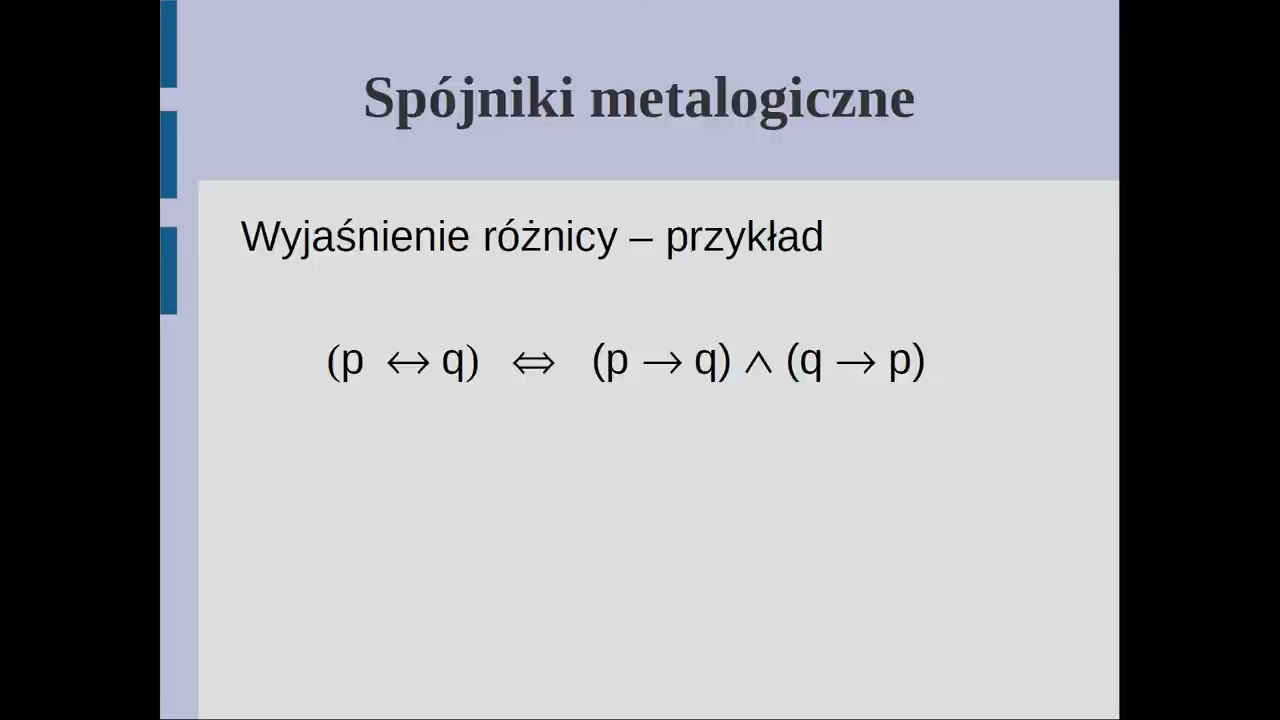 Spójniki metalogiczne
Wyjaśnienie różnicy – przykład
(p ↔ q) ⇔ (p → q) ∧ (q → p)